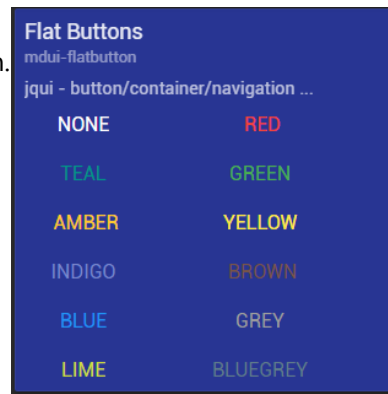 Flat Buttons
mdui-flatbutton
jqui - button/container/navigation ...
NONE RED
TEAL GREEN
AMBER YELLOW
INDIGO BROWN
BLUE GREY
LIME BLUEGREY